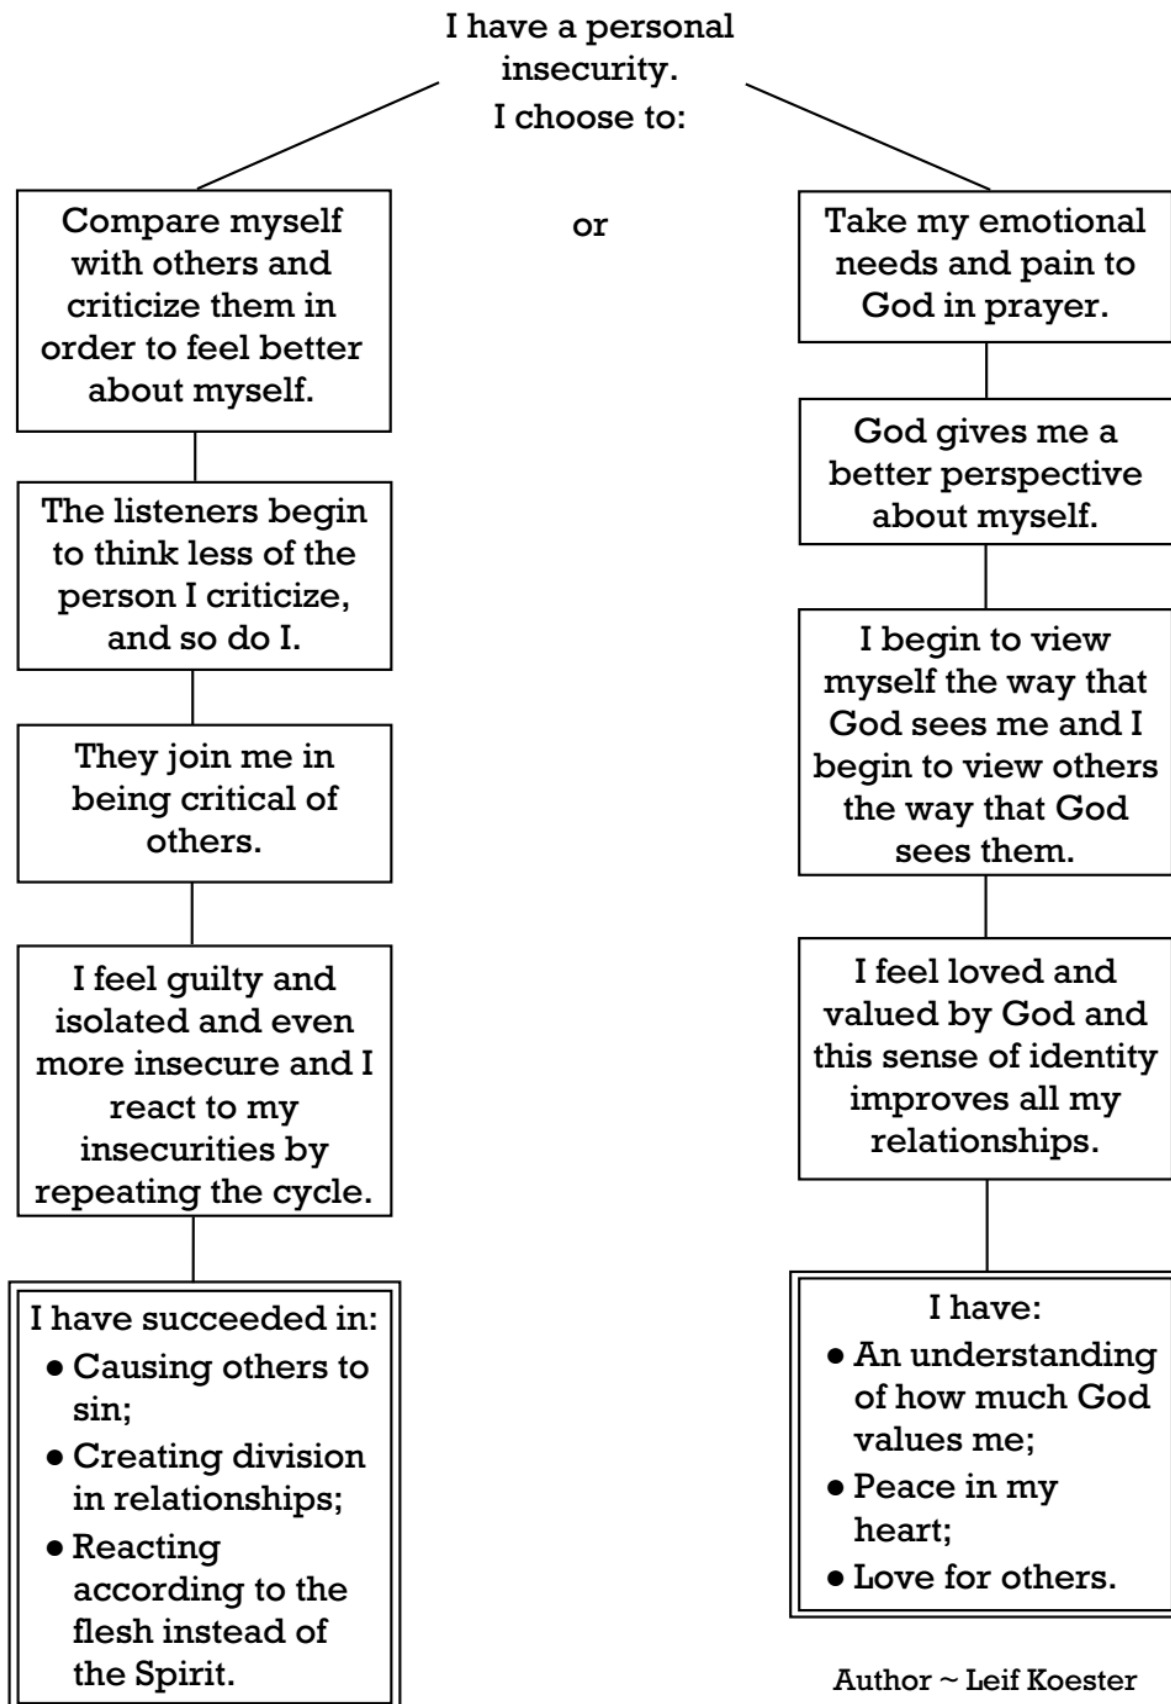 I have a personal
insecurity.
I choose to:
or
Compare myself
with others and
criticize them in
order to feel better
about myself.
The listeners begin
to think less of the
person I criticize,
and so do I.
They join me in
being critical of
others.
I feel guilty and
isolated and even
more insecure and I
react to my
insecurities by
repeating the cycle.
I have succeeded in:
● Causing others to
sin;
● Creating division
in relationships;
● Reacting
according to the
flesh instead of
the Spirit.
Take my emotional
needs and pain to
God in prayer.
God gives me a
better perspective
about myself.
I begin to view
myself the way that
God sees me and I
begin to view others
the way that God
sees them.
I feel loved and
valued by God and
this sense of identity
improves all my
relationships.
I have:
● An understanding
of how much God
values me;
● Peace in my
heart;
● Love for others.
Author ~ Leif Koester